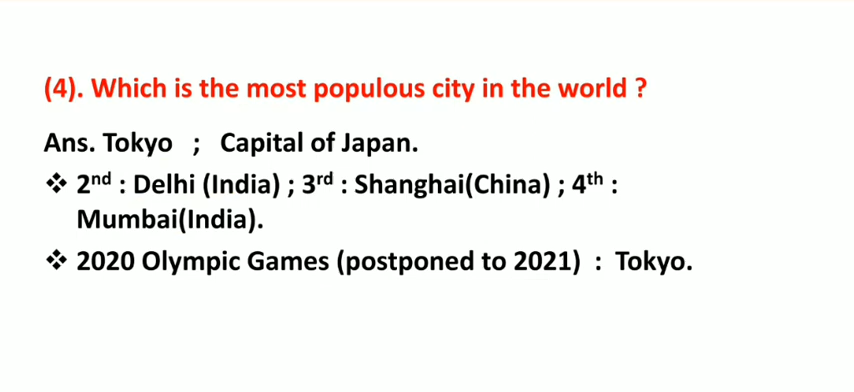 (4). Which is the most populous city in the world ?
Ans. Tokyo ; Capital of Japan.
❖ 2nd : Delhi (India) ; 3rd : Shanghai(China) ; 4th :
Mumbai(India).
❖ 2020 Olympic Games (postponed to 2021) : Tokyo.